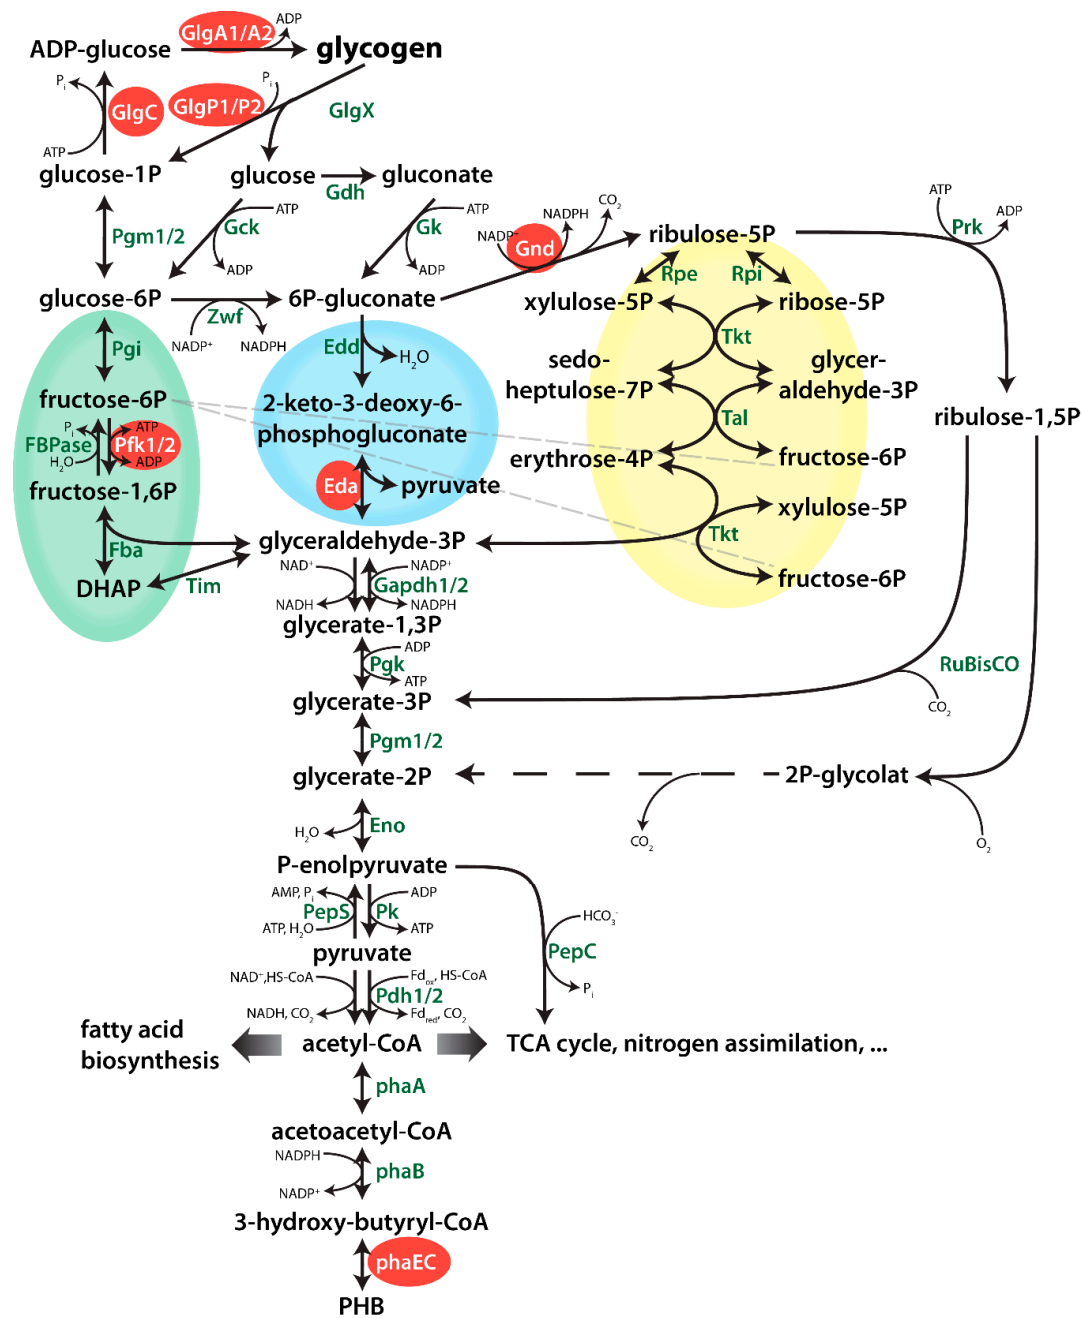 ADP-glucose
GlgA1/A2
ADP
glycogen
Pi
GlgC
ATP
GlgP1/P2
Pi
GlgX
glucose-1P
glucose
Gdh
gluconate
Pgm1/2
Gck
ATP
ADP
Gk
ATP
ADP
NADP+
Gnd
NADPH
CO2
ribulose-5P
ATP
Prk
ADP
glucose-6P
Zwf
NADP+
NADPH
6P-gluconate
Rpe
Rpi
xylulose-5P
ribose-5P
Tkt
Pgi
Edd
H2O
sedo-
heptulose-7P
glycer-
aldehyde-3P
fructose-6P
2-keto-3-deoxy-6-
phosphogluconate
Tal
ribulose-1,5P
Pi
FBPase
H2O
ATP
Pfk1/2
ADP
erythrose-4P
fructose-6P
fructose-1,6P
Eda
pyruvate
xylulose-5P
Tkt
Fba
glyceraldehyde-3P
fructose-6P
DHAP
Tim
NAD+
NADH
NADP+
Gapdh1/2
NADPH
glycerate-1,3P
ADP
Pgk
ATP
RuBisCO
CO2
glycerate-3P
Pgm1/2
glycerate-2P
2P-glycolat
CO2
O2
H2O
Eno
P-enolpyruvate
AMP, Pi
PepS
ATP, H2O
ADP
Pk
ATP
HCO3-
PepC
Pi
pyruvate
NAD+,HS-CoA
NADH, CO2
Fdox, HS-CoA
Pdh1/2
Fdred, CO2
fatty acid
biosynthesis
acetyl-CoA
TCA cycle, nitrogen assimilation, ...
phaA
acetoacetyl-CoA
NADPH
phaB
NADP+
3-hydroxy-butyryl-CoA
phaEC
PHB